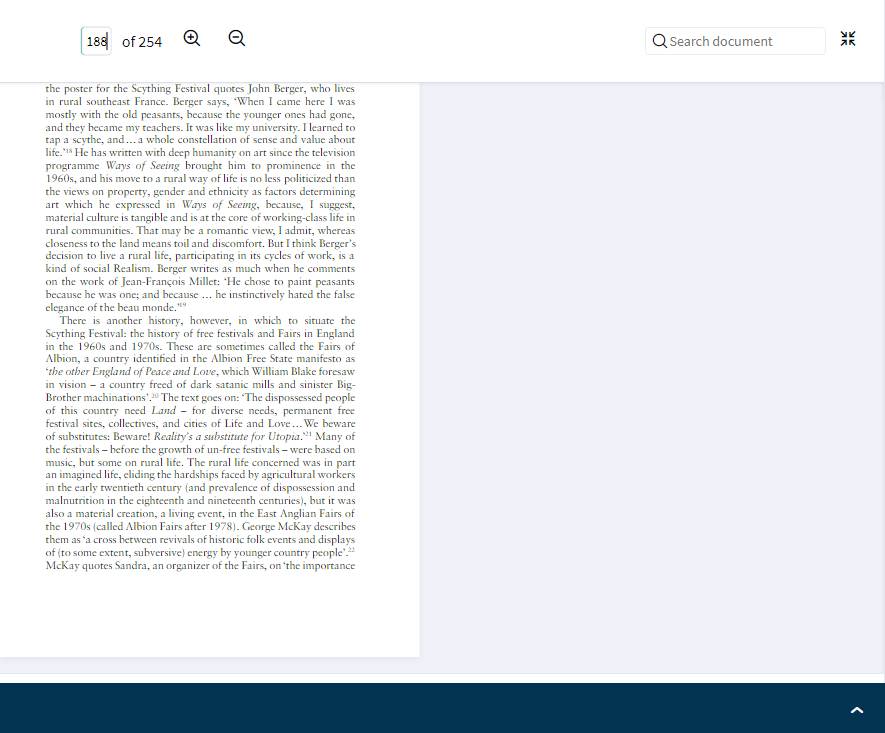 188 of 254
Search document
the poster for the Scything Festival quotes John Berger, who lives
in rural southeast France. Berger says, ‘When I came here I was
mostly with the old peasants, because the younger ones had gone,
and they became my teachers. It was like my university. I learned to
tap a scythe, and … a whole constellation of sense and value about
life.’18 He has written with deep humanity on art since the television
programme Ways of Seeing brought him to prominence in the
1960s, and his move to a rural way of life is no less politicized than
the views on property, gender and ethnicity as factors determining
art which he expressed in Ways of Seeing, because, I suggest,
material culture is tangible and is at the core of working-class life in
rural communities. That may be a romantic view, I admit, whereas
closeness to the land means toil and discomfort. But I think Berger’s
decision to live a rural life, participating in its cycles of work, is a
kind of social Realism. Berger writes as much when he comments
on the work of Jean-François Millet: ‘He chose to paint peasants
because he was one; and because … he instinctively hated the false
elegance of the beau monde.’19
There is another history, however, in which to situate the
Scything Festival: the history of free festivals and Fairs in England
in the 1960s and 1970s. These are sometimes called the Fairs of
Albion, a country identified in the Albion Free State manifesto as
‘the other England of Peace and Love, which William Blake foresaw
in vision – a country freed of dark satanic mills and sinister Big-
Brother machinations’.20 The text goes on: ‘The dispossessed people
of this country need Land – for diverse needs, permanent free
festival sites, collectives, and cities of Life and Love … We beware
of substitutes: Beware! Reality’s a substitute for Utopia.’21 Many of
the festivals – before the growth of un-free festivals – were based on
music, but some on rural life. The rural life concerned was in part
an imagined life, eliding the hardships faced by agricultural workers
in the early twentieth century (and prevalence of dispossession and
malnutrition in the eighteenth and nineteenth centuries), but it was
also a material creation, a living event, in the East Anglian Fairs of
the 1970s (called Albion Fairs after 1978). George McKay describes
them as ‘a cross between revivals of historic folk events and displays
of (to some extent, subversive) energy by younger country people’.22
McKay quotes Sandra, an organizer of the Fairs, on ‘the importance